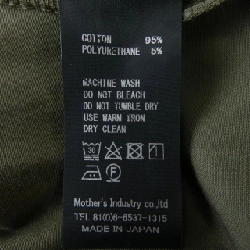 COTTON 95%
POLYURETHANE 5%
MACHINE WASH
DO NOT BLEACH
DO NOT TUMBLE DRY
USE WARM IRON
DRY CLEAN
Mother's Industry co.,ltd
TEL 81(0)6-6537-1315
MADE IN JAPAN